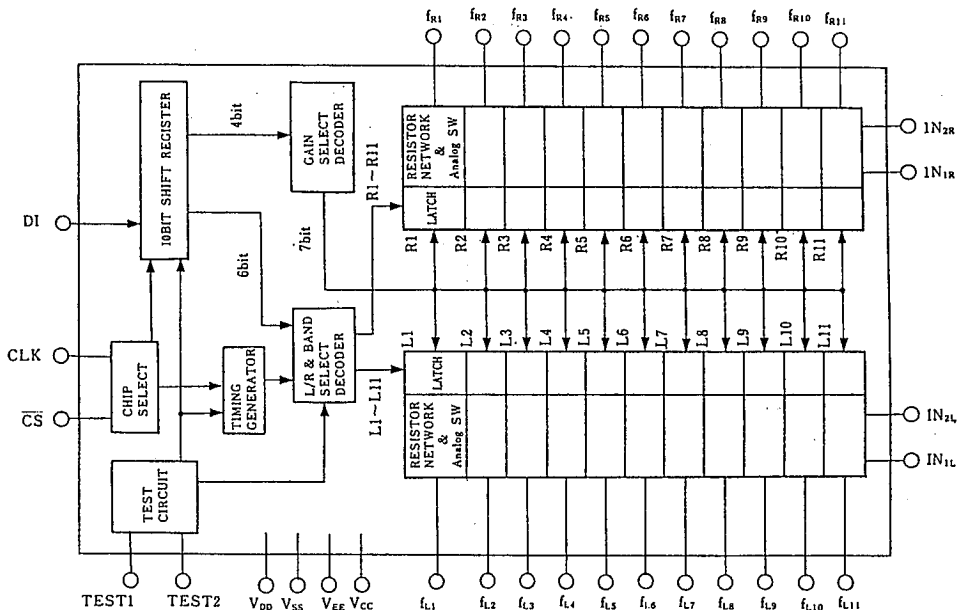 fR1 fR2 fR3 fR4 fR5 fR6 fR7 fR8 fR9 fR10 fR11
10BIT SHIFT REGISTER
4bit
GAIN
SELECT
DECODER
R1~R11
RESISTOR
NETWORK
&
Analog SW
LATCH
1N2R
1N1R
DI
6bit
7bit
R1 R2 R3 R4 R5 R6 R7 R8 R9 R10 R11
L1 L2 L3 L4 L5 L6 L7 L8 L9 L10 L11
CLK
CS
CHIP
SELECT
TIMING
GENERATOR
L/R & BAND
SELECT
DECODER
L1~L11
LATCH
RESISTOR
NETWORK
&
Analog SW
1N2L
IN1L
TEST
CIRCUIT
TEST1 TEST2 VDD VSS VEE VCC fL1 fL2 fL3 fL4 fL5 fL6 fL7 fL8 fL9 fL10 fL11